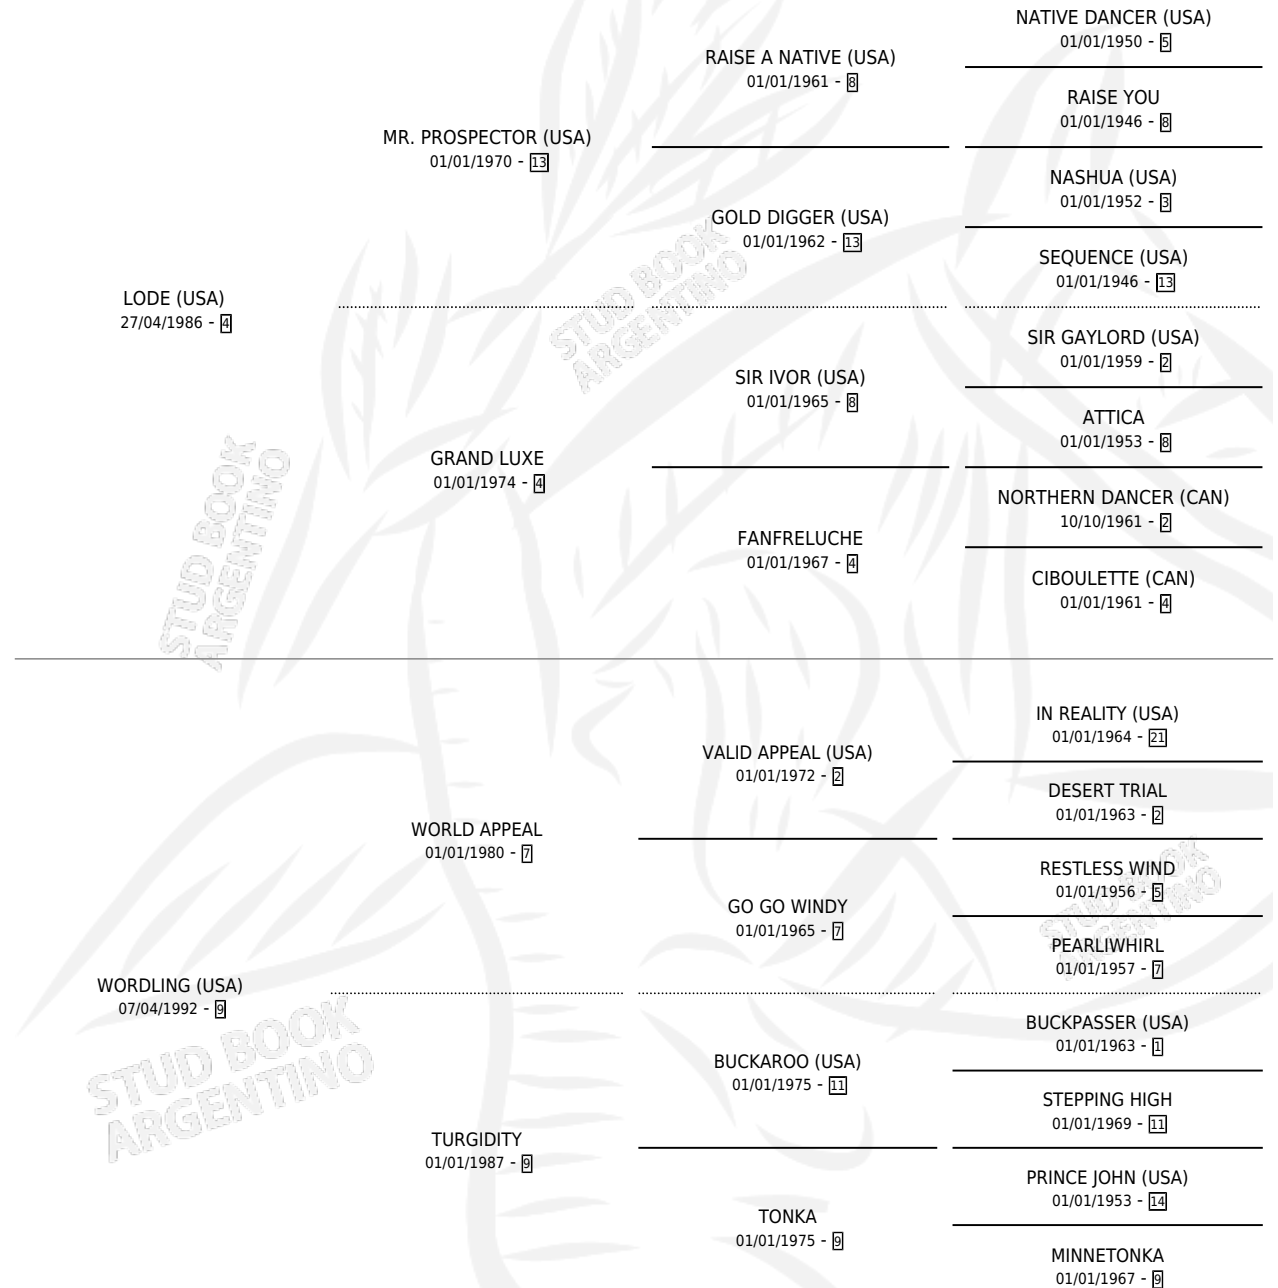 NATIVE DANCER (USA)
01/01/1950 - 5
RAISE A NATIVE (USA)
01/01/1961 - 8
RAISE YOU
01/01/1946 - 8
MR. PROSPECTOR (USA)
01/01/1970 - 13
NASHUA (USA)
01/01/1952 - 3
GOLD DIGGER (USA)
01/01/1962 - 13
SEQUENCE (USA)
01/01/1946 - 13
LODE (USA)
27/04/1986 - 4
SIR GAYLORD (USA)
01/01/1959 - 2
SIR IVOR (USA)
01/01/1965 - 8
ATTICA
01/01/1953 - 8
GRAND LUXE
01/01/1974 - 4
NORTHERN DANCER (CAN)
10/10/1961 - 2
FANFRELUCHE
01/01/1967 - 4
CIBOULETTE (CAN)
01/01/1961 - 4
STUD BOOK
ARGENTINO
STUD BOOK
ARGENTINO
IN REALITY (USA)
01/01/1964 - 21
VALID APPEAL (USA)
01/01/1972 - 2
DESERT TRIAL
01/01/1963 - 2
WORLD APPEAL
01/01/1980 - 7
RESTLESS WIND
01/01/1956 - 5
GO GO WINDY
01/01/1965 - 7
PEARLIWHIRL
01/01/1957 - 7
STUD BOOK
ARGENTINO
WORDLING (USA)
07/04/1992 - 9
BUCKPASSER (USA)
01/01/1963 - 1
BUCKAROO (USA)
01/01/1975 - 11
STEPPING HIGH
01/01/1969 - 11
STUD BOOK
ARGENTINO
TURGIDITY
01/01/1987 - 9
PRINCE JOHN (USA)
01/01/1953 - 14
TONKA
01/01/1975 - 9
MINNETONKA
01/01/1967 - 9